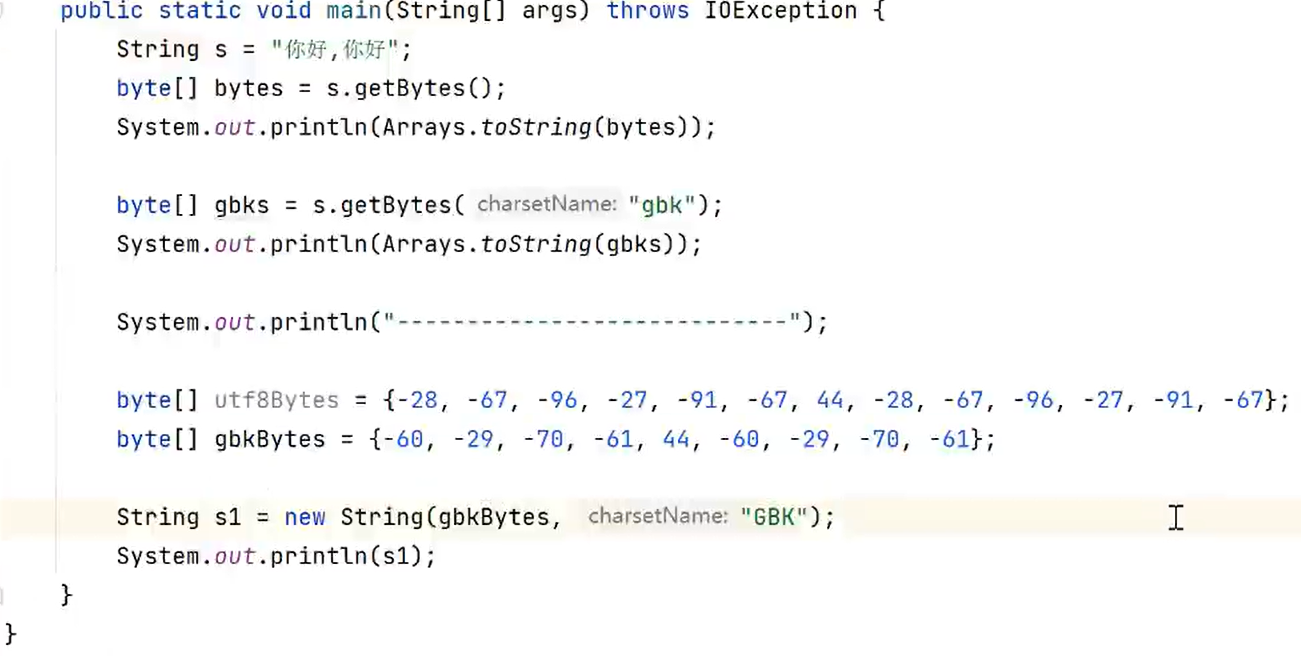 public static void main(String[] args) throws IOException {
String s = "你好,你好";
byte[] bytes = s.getBytes();
System.out.println(Arrays.toString(bytes));
byte[] gbks = s.getBytes( charsetName: "gbk");
System.out.println(Arrays.toString(gbks));
System.out.println("----------------------------");
byte[] utf8Bytes = {-28, -67, -96, -27, -91, -67, 44, -28, -67, -96, -27, -91, -67};
byte[] gbkBytes = {-60, -29, -70, -61, 44, -60, -29, -70, -61};
String s1 = new String(gbkBytes, charsetName: "GBK");
System.out.println(s1);
}
}